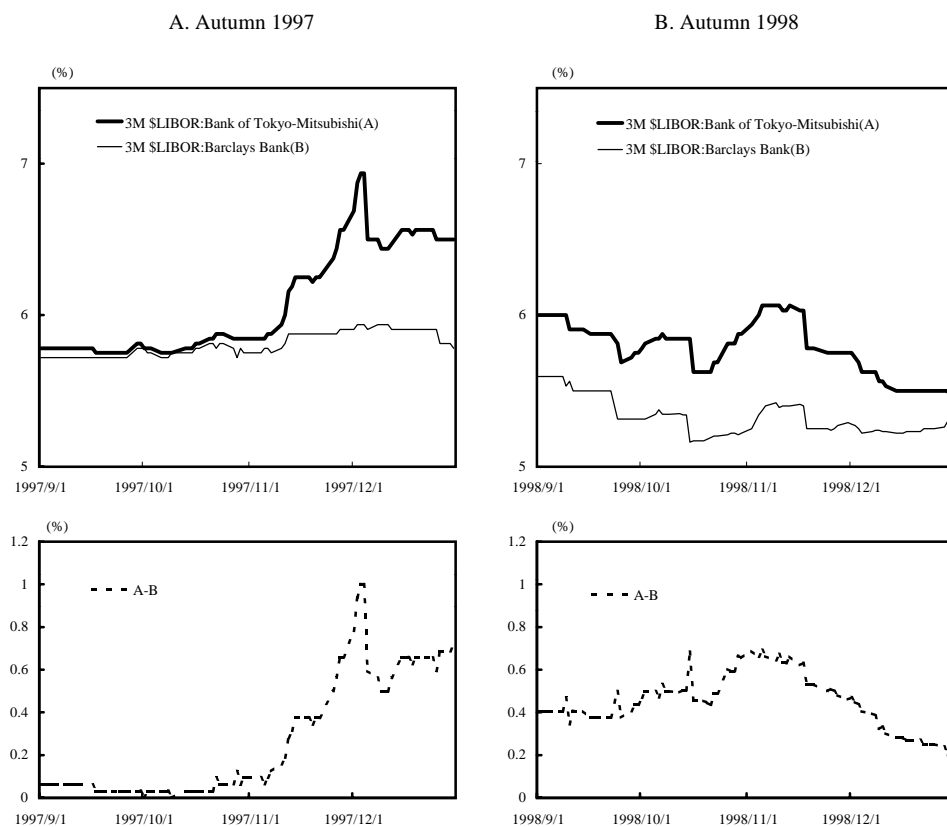 A. Autumn 1997
(%)
3M $LIBOR:Bank of Tokyo-Mitsubishi(A)
3M $LIBOR:Barclays Bank(B)
7
6
5
1997/9/1 1997/10/1 1997/11/1 1997/12/1
B. Autumn 1998
(%)
3M $LIBOR:Bank of Tokyo-Mitsubishi(A)
3M $LIBOR:Barclays Bank(B)
7
6
5
1998/9/1 1998/10/1 1998/11/1 1998/12/1
(%)
1.2
A-B
1
0.8
0.6
0.4
0.2
0
1997/9/1 1997/10/1 1997/11/1 1997/12/1
(%)
1.2
A-B
1
0.8
0.6
0.4
0.2
0
1998/9/1 1998/10/1 1998/11/1 1998/12/1